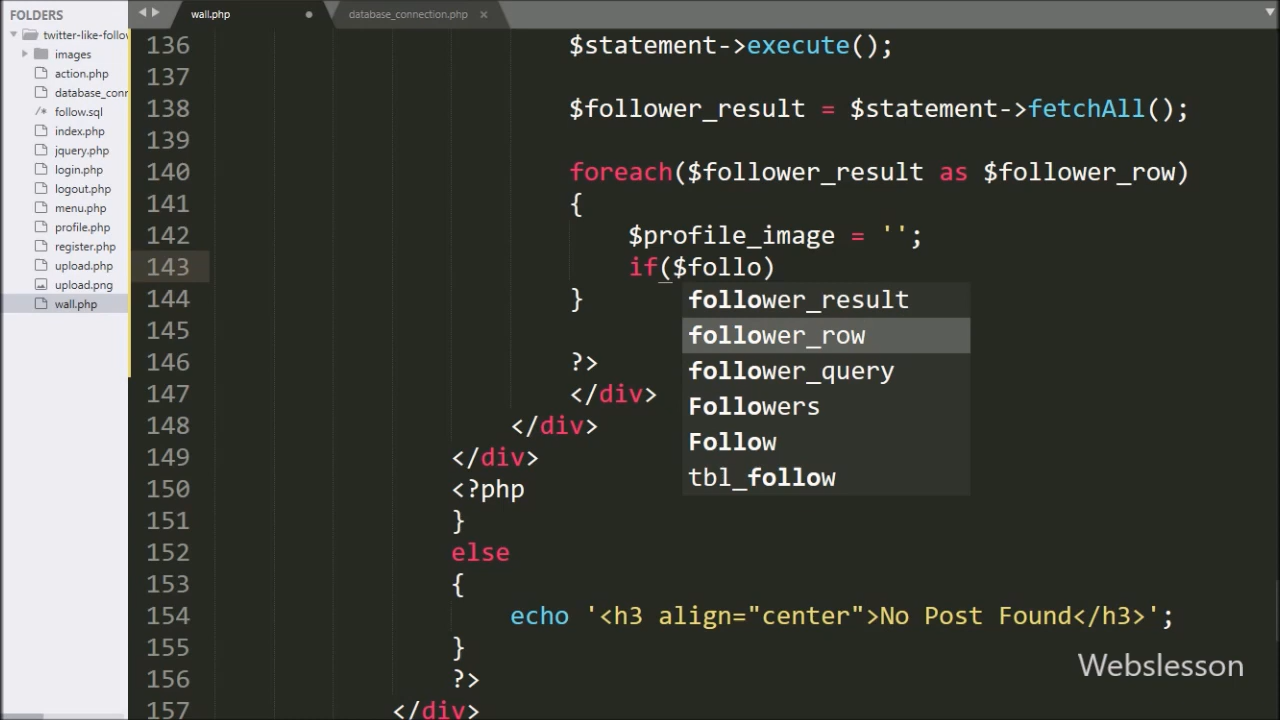 FOLDERS
twitter-like-follow
images
action.php
database_conn
follow.sql
index.php
jquery.php
login.php
logout.php
menu.php
profile.php
register.php
upload.php
upload.png
wall.php
wall.php
database_connection.php
136 $statement->execute();
137
138 $follower_result = $statement->fetchAll();
139
140 foreach($follower_result as $follower_row)
141 {
142 $profile_image = '';
143 if($follo)
144 }
145
146 ?>
147 </div>
148 </div>
149 </div>
150 <?php
151 }
152 else
153 {
154 echo '<h3 align="center">No Post Found</h3>';
155 }
156 ?>
157 </div>
follower_result
follower_row
follower_query
Followers
Follow
tbl_follow
Webslesson